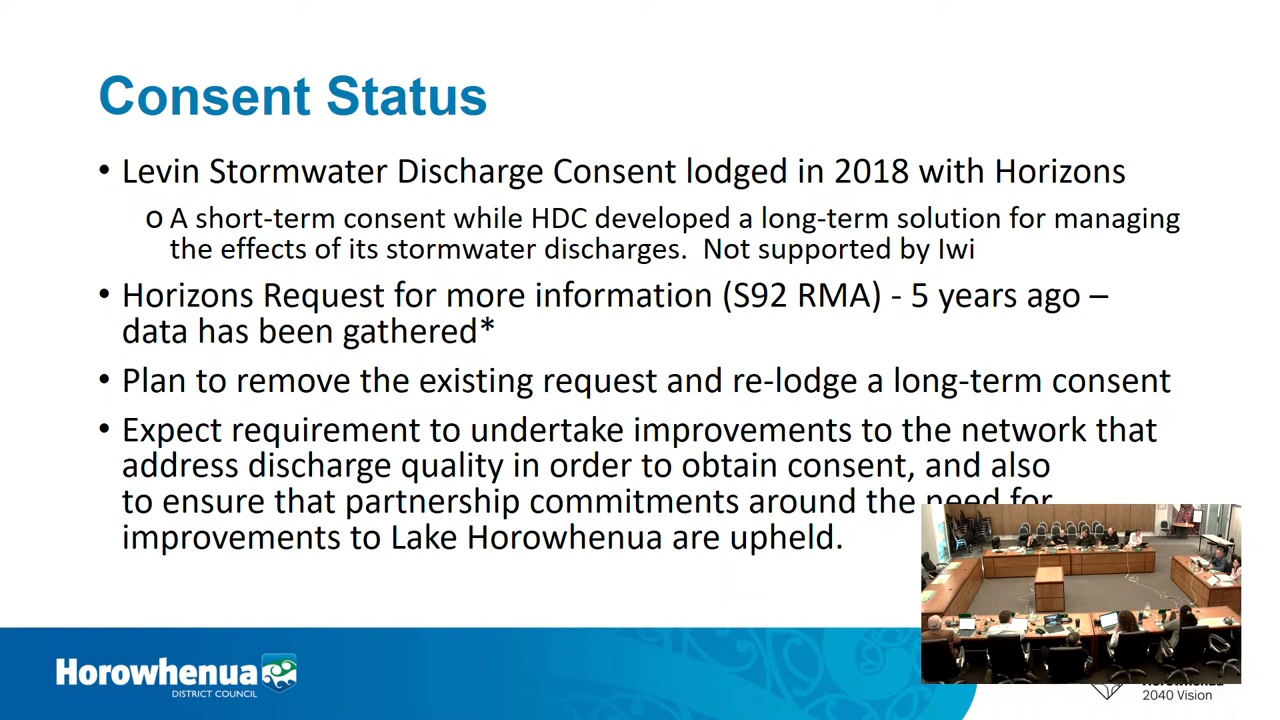 Consent Status
• Levin Stormwater Discharge Consent lodged in 2018 with Horizons
o A short-term consent while HDC developed a long-term solution for managing
the effects of its stormwater discharges. Not supported by Iwi
• Horizons Request for more information (S92 RMA) - 5 years ago –
data has been gathered*
• Plan to remove the existing request and re-lodge a long-term consent
• Expect requirement to undertake improvements to the network that
address discharge quality in order to obtain consent, and also
to ensure that partnership commitments around the need for
improvements to Lake Horowhenua are upheld.
Horowhenua
DISTRICT COUNCIL
2040 Vision